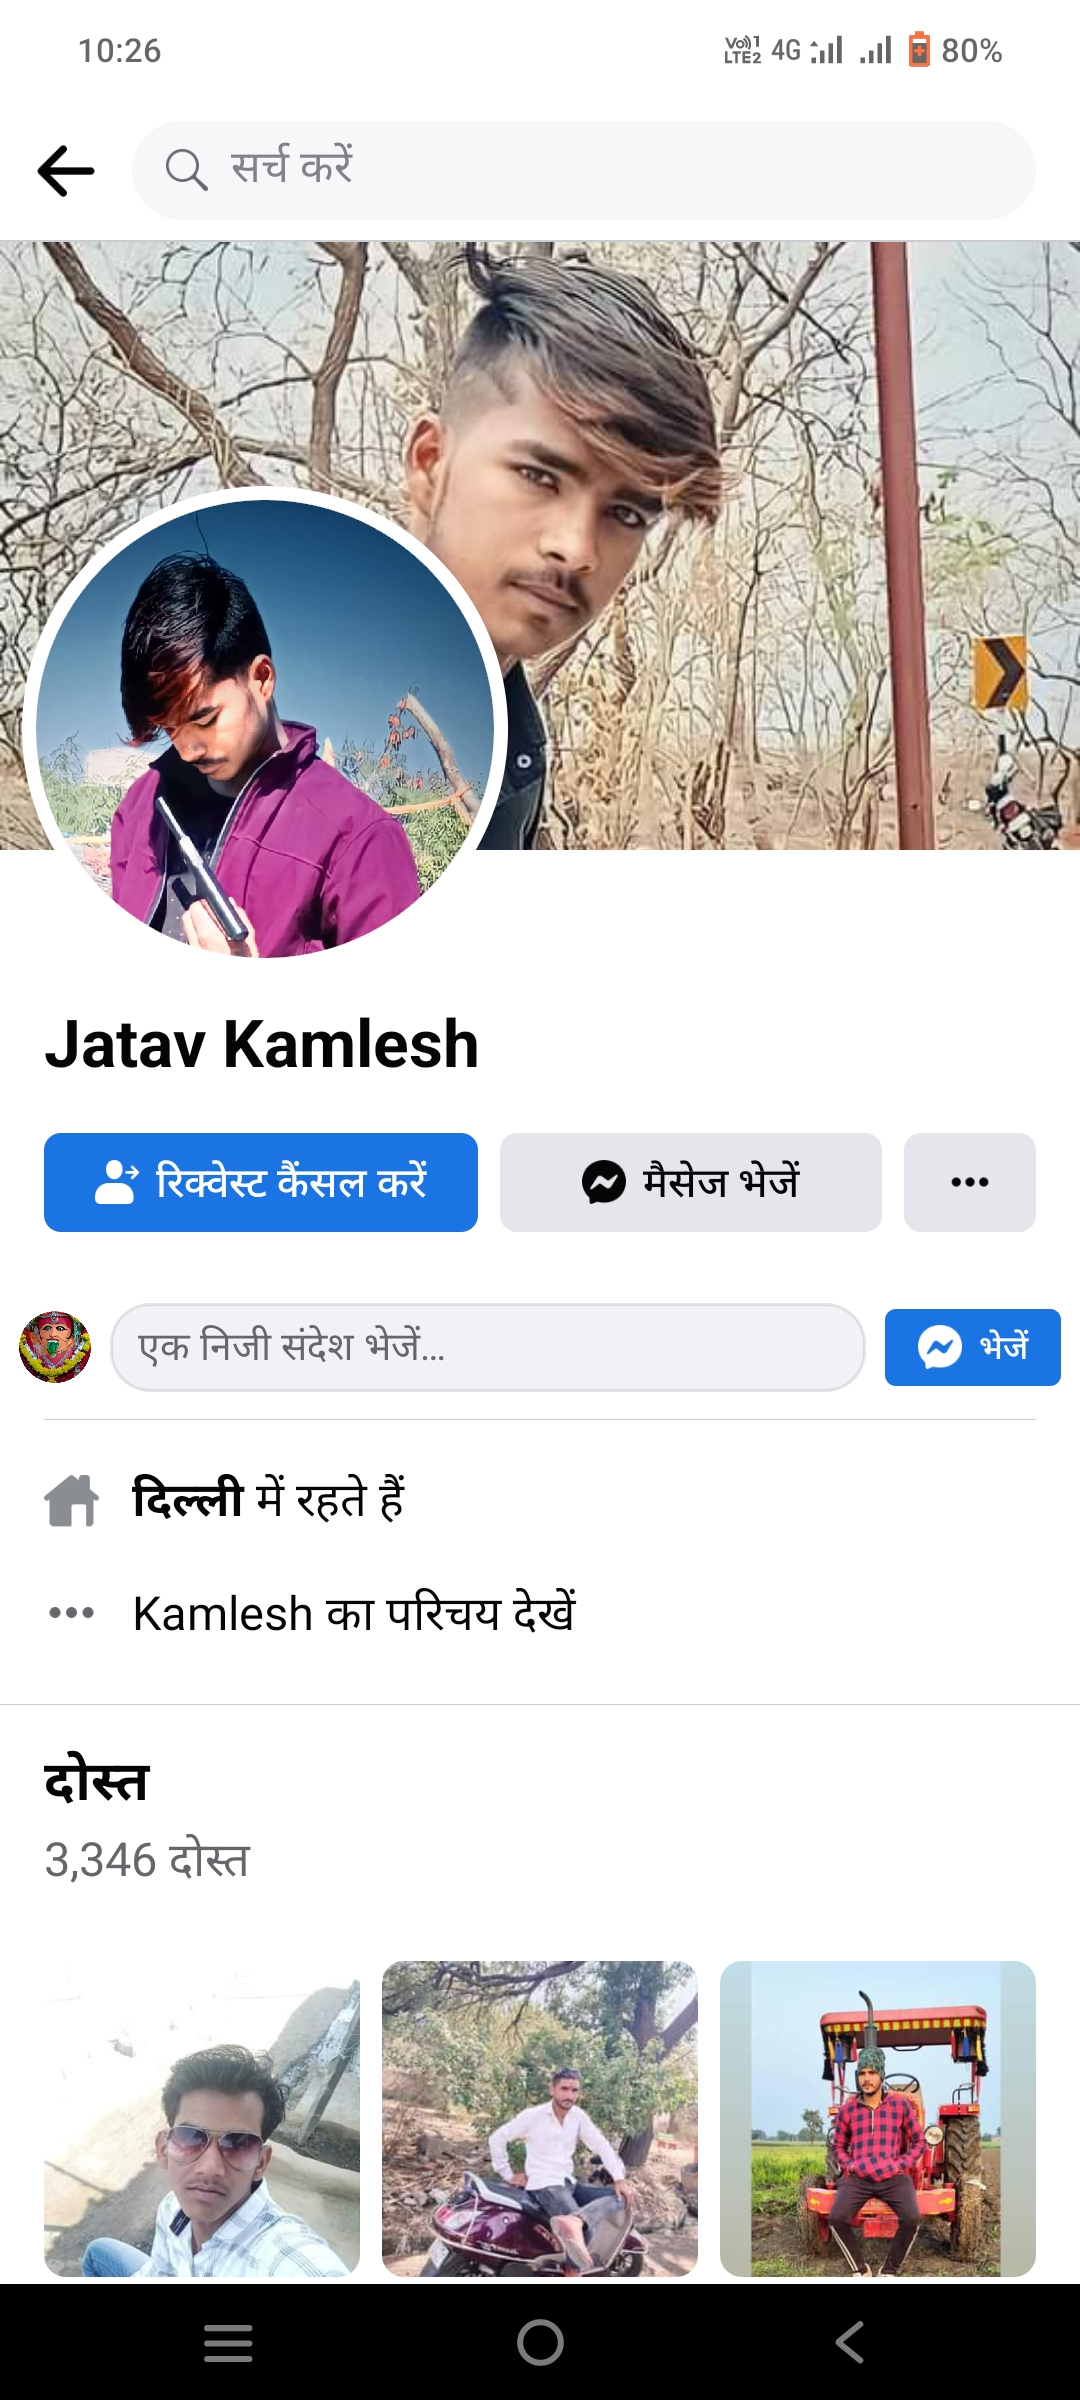 10:26
Vo))1 LTE2 4G 80%
सर्च करें
Jatav Kamlesh
रिक्वेस्ट कैंसल करें
मैसेज भेजें
एक निजी संदेश भेजें...
भेजें
दिल्ली में रहते हैं
Kamlesh का परिचय देखें
दोस्त
3,346 दोस्त